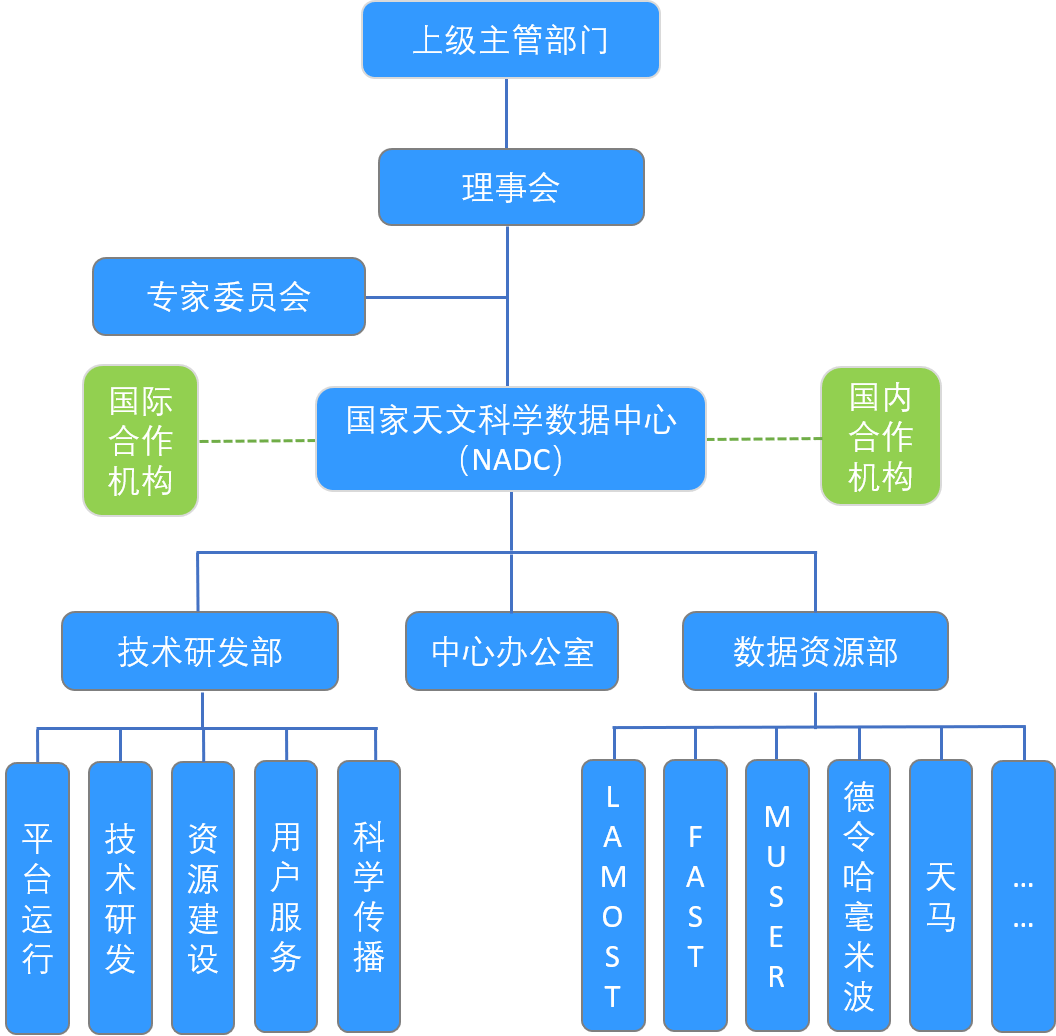 上级主管部门
理事会
专家委员会
国际
合作
机构
国家天文科学数据中心
（NADC）
国内
合作
机构
技术研发部
中心办公室
数据资源部
平台运行
技术研发
资源建设
用户服务
科学传播
LAMOST
FAST
MUSER
德令哈毫米波
天马
……